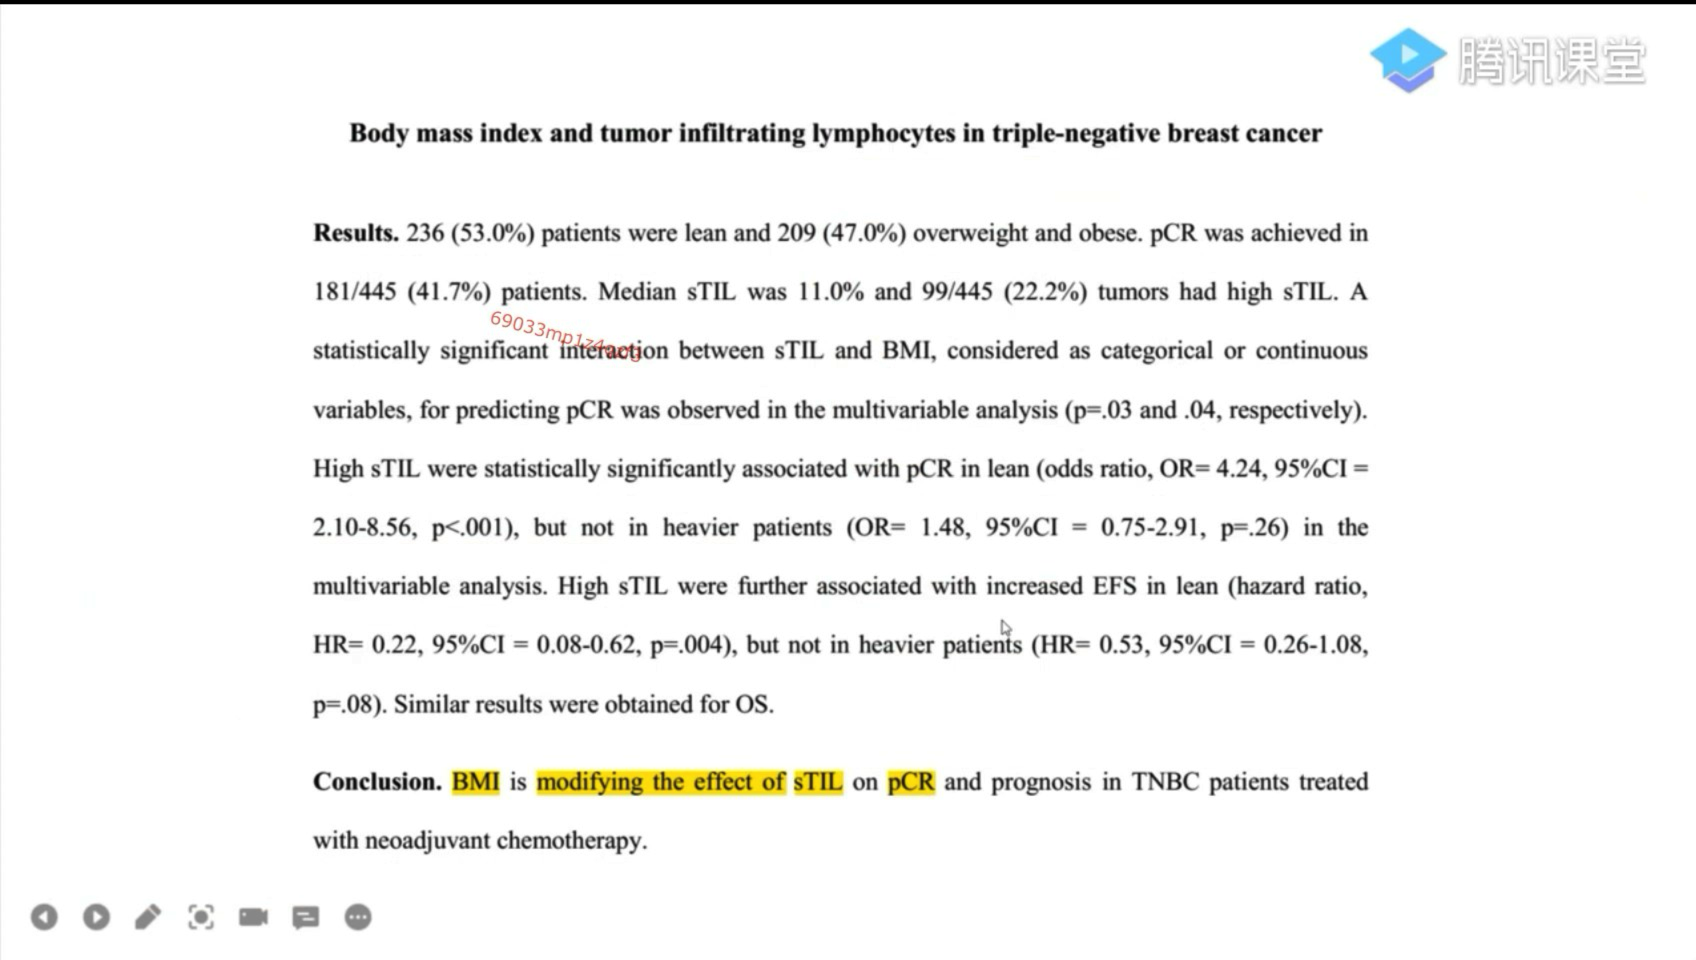 腾讯课堂
Body mass index and tumor infiltrating lymphocytes in triple-negative breast cancer
Results. 236 (53.0%) patients were lean and 209 (47.0%) overweight and obese. pCR was achieved in
181/445 (41.7%) patients. Median sTIL was 11.0% and 99/445 (22.2%) tumors had high sTIL. A
statistically significant interaction between sTIL and BMI, considered as categorical or continuous
variables, for predicting pCR was observed in the multivariable analysis (p=.03 and .04, respectively).
High sTIL were statistically significantly associated with pCR in lean (odds ratio, OR= 4.24, 95%CI =
2.10-8.56, p<.001), but not in heavier patients (OR= 1.48, 95%CI = 0.75-2.91, p=.26) in the
multivariable analysis. High sTIL were further associated with increased EFS in lean (hazard ratio,
HR= 0.22, 95%CI = 0.08-0.62, p=.004), but not in heavier patients (HR= 0.53, 95%CI = 0.26-1.08,
p=.08). Similar results were obtained for OS.
Conclusion. BMI is modifying the effect of sTIL on pCR and prognosis in TNBC patients treated
with neoadjuvant chemotherapy.